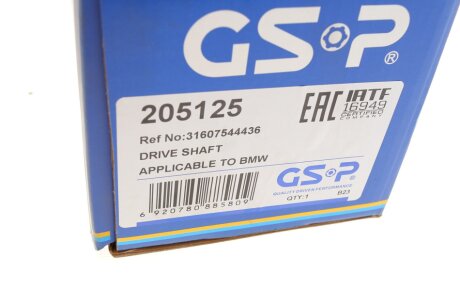 GSP®
205125
Ref No:31607544436
DRIVE SHAFT
APPLICABLE TO BMW
6 920780 885809
EAC IATF
16949
CERTIFIED
COMPANY
GSP
QUALITY DRIVEN PERFORMANCE
QTY:1 B23